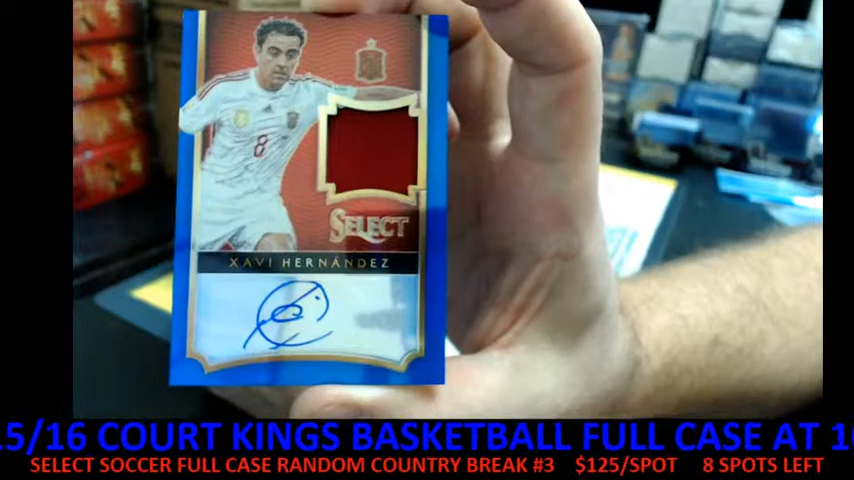 8
SELECT
XAVI HERNÁNDEZ
15/16 COURT KINGS BASKETBALL FULL CASE AT 10
SELECT SOCCER FULL CASE RANDOM COUNTRY BREAK #3 $125/SPOT 8 SPOTS LEFT